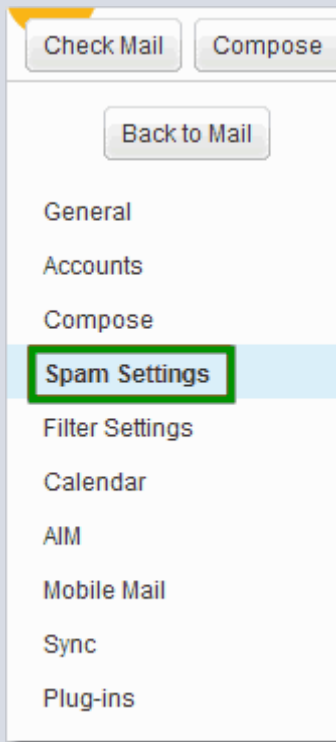 Check Mail Compose
Back to Mail
General
Accounts
Compose
Spam Settings
Filter Settings
Calendar
AIM
Mobile Mail
Sync
Plug-ins